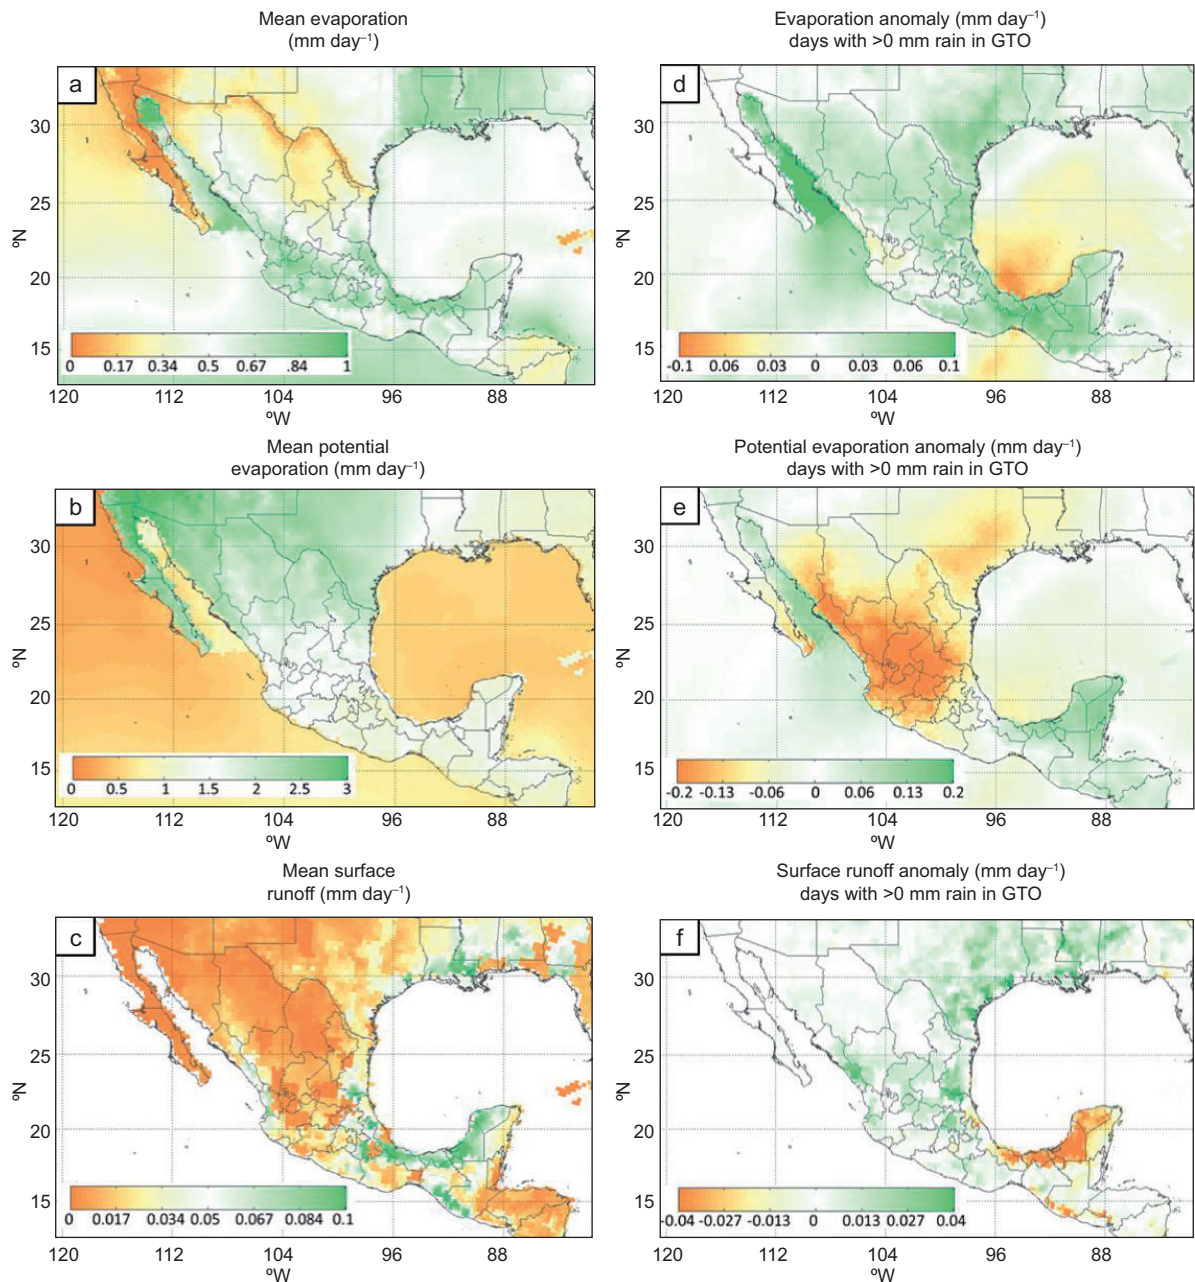 Mean evaporation
(mm day⁻¹)
a
30
25
20
15
ºN
0 0.17 0.34 0.5 0.67 .84 1
120 112 104 96 88
ºW
Evaporation anomaly (mm day⁻¹)
days with >0 mm rain in GTO
d
30
25
20
15
ºN
-0.1 0.06 0.03 0 0.03 0.06 0.1
120 112 104 96 88
ºW
Mean potential
evaporation (mm day⁻¹)
b
30
25
20
15
ºN
0 0.5 1 1.5 2 2.5 3
120 112 104 96 88
ºW
Potential evaporation anomaly (mm day⁻¹)
days with >0 mm rain in GTO
e
30
25
20
15
ºN
-0.2 -0.13 -0.06 0 0.06 0.13 0.2
120 112 104 96 88
ºW
Mean surface
runoff (mm day⁻¹)
c
30
25
20
15
ºN
0 0.017 0.034 0.05 0.067 0.084 0.1
120 112 104 96 88
ºW
Surface runoff anomaly (mm day⁻¹)
days with >0 mm rain in GTO
f
30
25
20
15
ºN
-0.04 -0.027 -0.013 0 0.013 0.027 0.04
120 112 104 96 88
ºW